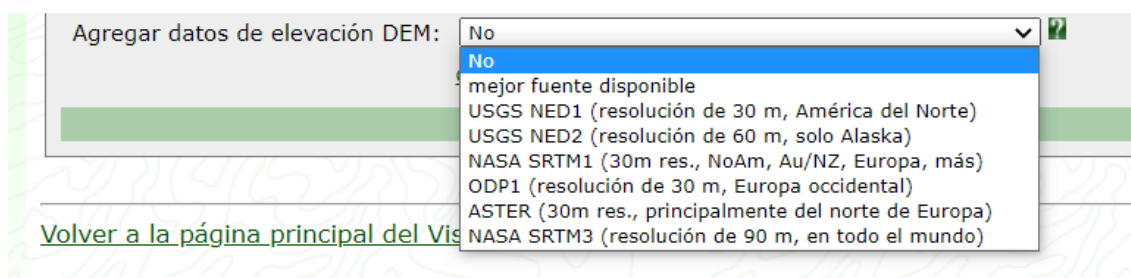 Agregar datos de elevación DEM: No
No
mejor fuente disponible
USGS NED1 (resolución de 30 m, América del Norte)
USGS NED2 (resolución de 60 m, solo Alaska)
NASA SRTM1 (30m res., NoAm, Au/NZ, Europa, más)
ODP1 (resolución de 30 m, Europa occidental)
ASTER (30m res., principalmente del norte de Europa)
NASA SRTM3 (resolución de 90 m, en todo el mundo)
Volver a la página principal del Vis